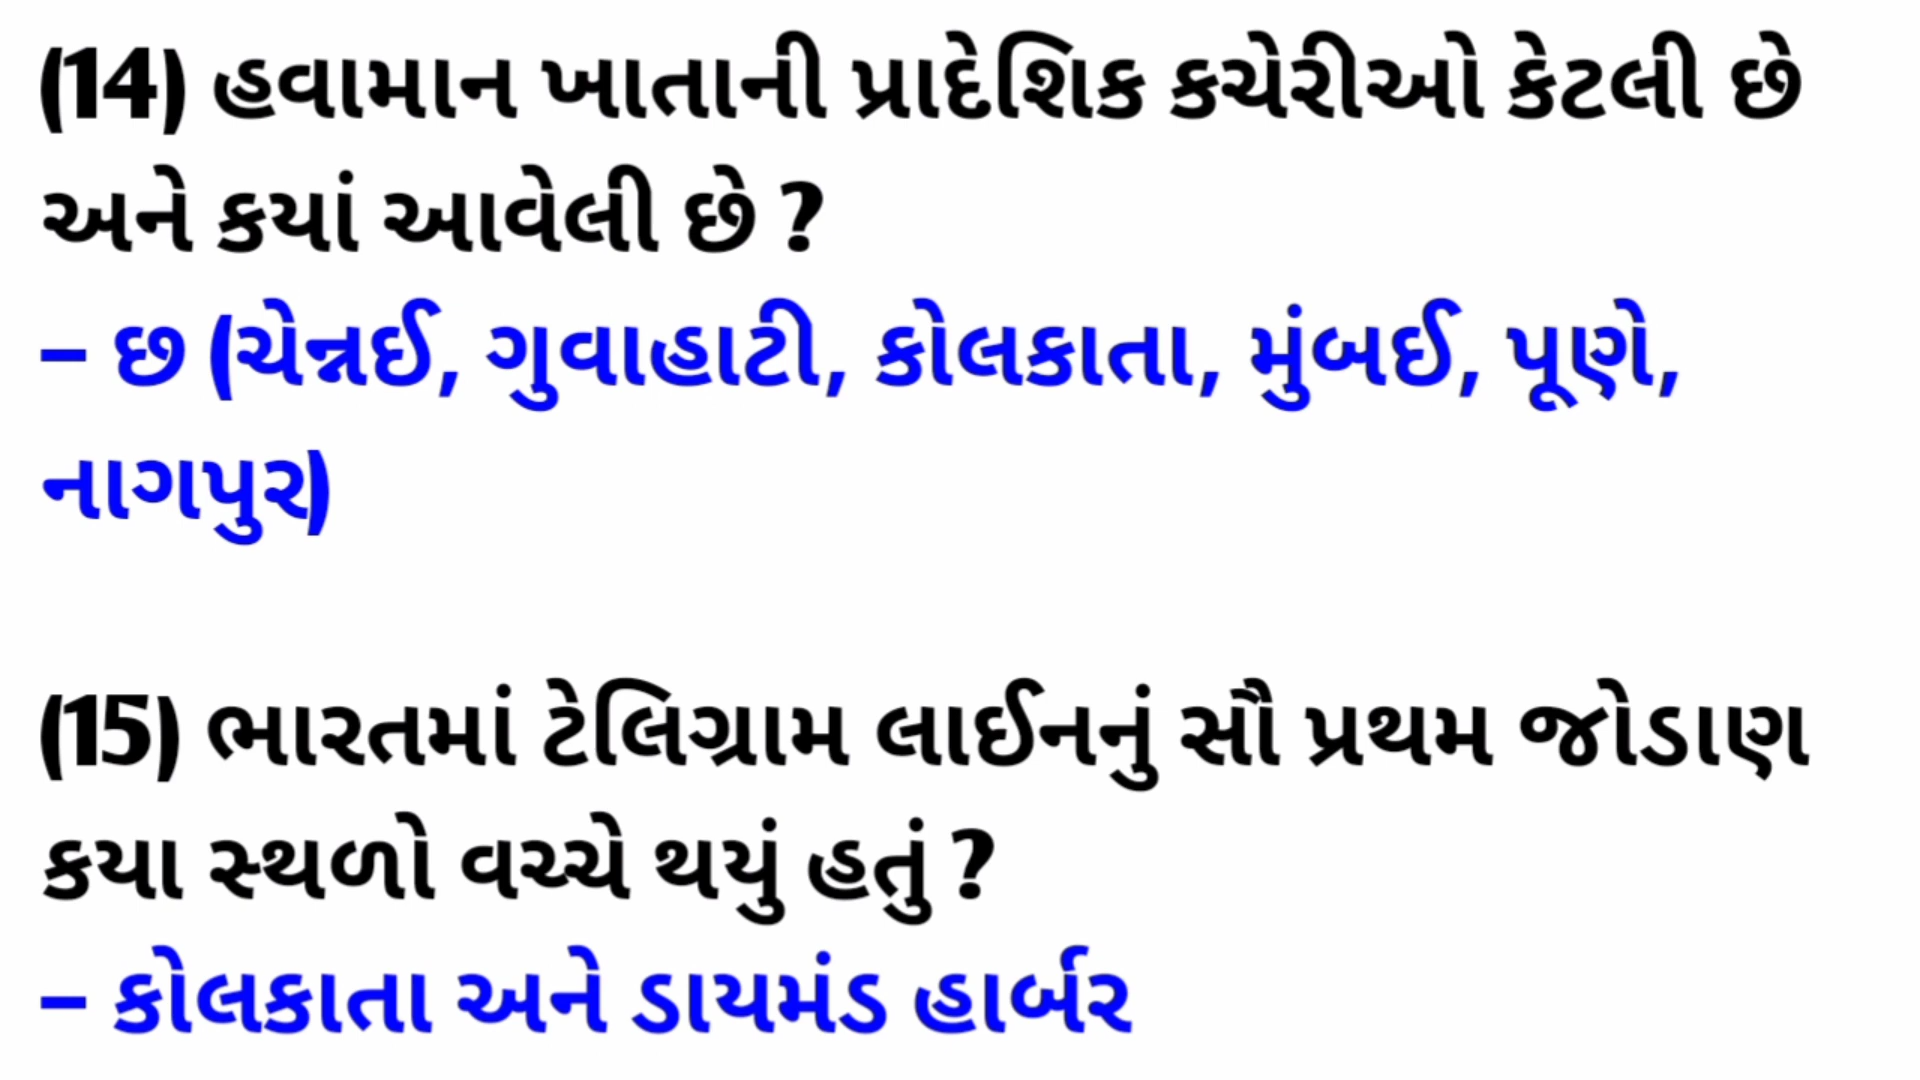 (14) હવામાન ખાતાની પ્રાદેશિક કચેરીઓ કેટલી છે
અને કયાં આવેલી છે ?
– છ (ચેન્નઈ, ગુવાહાટી, કોલકાતા, મુંબઈ, પૂણે,
નાગપુર)
(15) ભારતમાં ટેલિગ્રામ લાઈનનું સૌ પ્રથમ જોડાણ
કયા સ્થળો વચ્ચે થયું હતું ?
– કોલકાતા અને ડાયમંડ હાર્બર